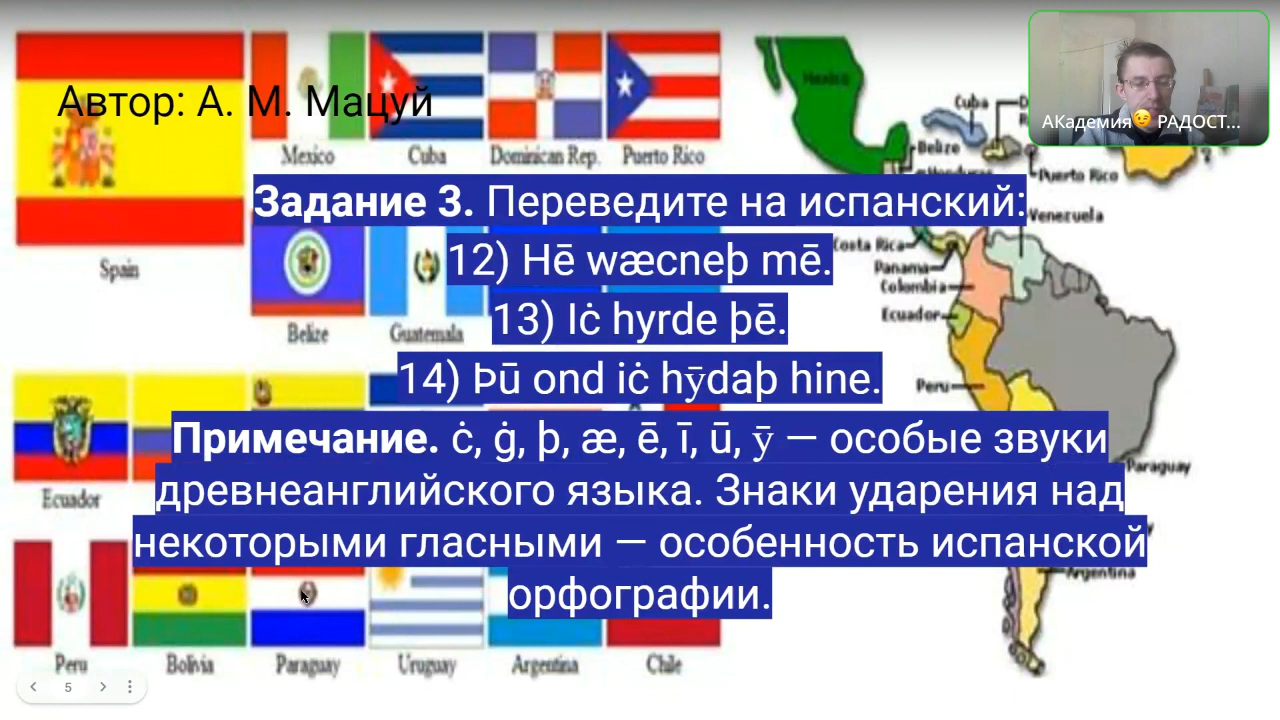 Автор: А. М. Мацуй
АКадемия😉 РАДОСТ...
Mexico
Cuba
Dominican Rep.
Puerto Rico
Mexico
Cuba
Belize
Puerto Rico
Задание 3. Переведите на испанский:
Venezuela
12) Hē wæcneþ mē.
Costa Rica
Panama
Spain
Colombia
13) Iċ hyrde þē.
Ecuador
Belize
Guatemala
14) Þū ond iċ hȳdaþ hine.
Peru
Примечание. ċ, ġ, þ, æ, ē, ī, ū, ȳ — особые звуки
Paraguay
древнеанглийского языка. Знаки ударения над
Ecuador
некоторыми гласными — особенность испанской
Argentina
орфографии.
Peru
Bolivia
Paraguay
Uruguay
Argentina
Chile
5